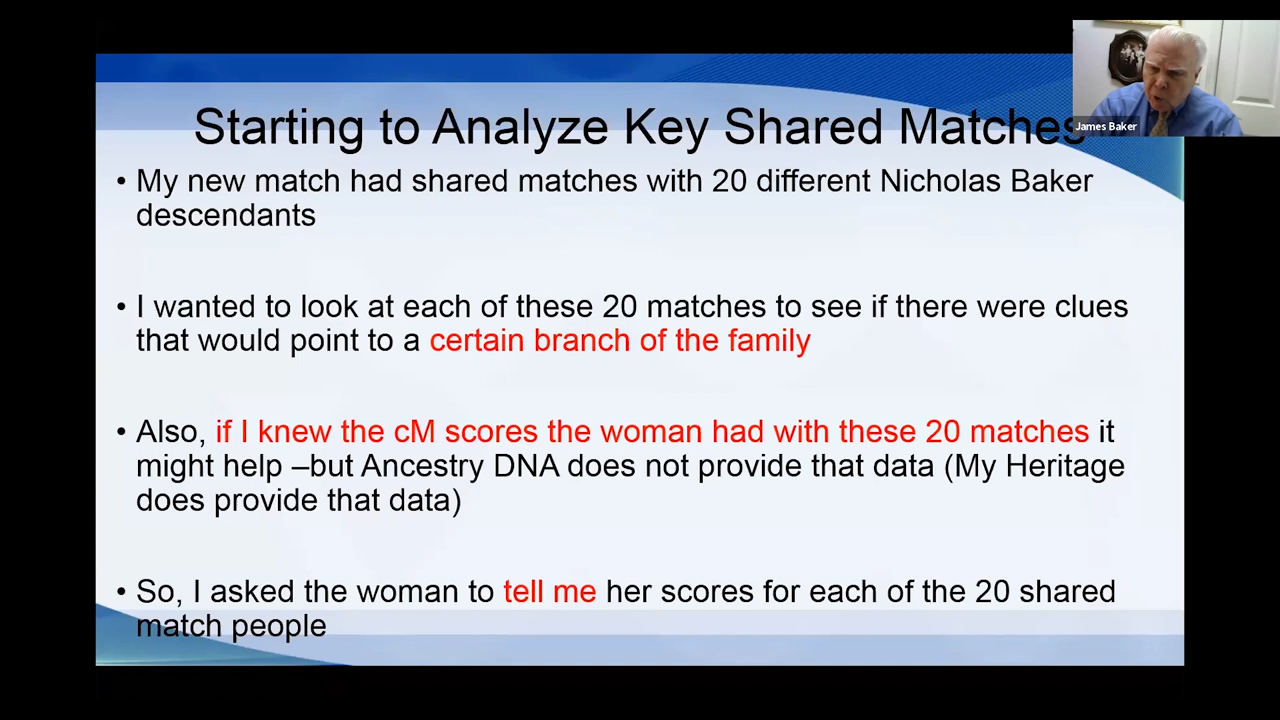 Starting to Analyze Key Shared Matches
James Baker
• My new match had shared matches with 20 different Nicholas Baker
descendants
• I wanted to look at each of these 20 matches to see if there were clues
that would point to a certain branch of the family
• Also, if I knew the cM scores the woman had with these 20 matches it
might help –but Ancestry DNA does not provide that data (My Heritage
does provide that data)
• So, I asked the woman to tell me her scores for each of the 20 shared
match people